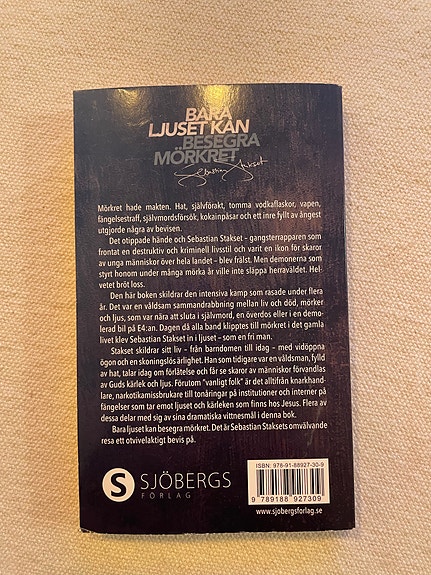 BARA
LJUSET KAN
BESEGRA
MÖRKRET
Sebastian Stakset
Mörkret hade makten. Hat, självförakt, tomma vodkaflaskor, vapen,
fängelsestraff, självmordsförsök, kokainpåsar och ett inre fyllt av ångest
utgjorde några av bevisen.
Det otippade hände och Sebastian Stakset – gangsterrapparen som
frontat en destruktiv och kriminell livsstil och varit en ikon för skaror
av unga människor över hela landet – blev frälst. Men demonerna som
styrt honom under många mörka år ville inte släppa herraväldet. Hel-
vetet bröt loss.
Den här boken skildrar den intensiva kamp som rasade under flera
år. Det var en våldsam sammandrabbning mellan liv och död, mörker
och ljus, som var nära att sluta i självmord, en överdos eller i en demo-
lerad bil på E4:an. Dagen då alla band klipptes till mörkret i det gamla
livet klev Sebastian Stakset in i ljuset – som en fri man.
Stakset skildrar sitt liv – från barndomen till idag – med vidöppna
ögon och en skoningslös ärlighet. Han som tidigare var en våldsman, fylld
av hat, talar idag om förlåtelse och får se skaror av människor förvandlas
av Guds kärlek och ljus. Förutom "vanligt folk" är det alltifrån knarkhand-
lare, narkotikamissbrukare till tonåringar på institutioner och interner på
fängelser som tar emot ljuset och kärleken som finns hos Jesus. Flera av
dessa delar med sig av sina dramatiska vittnesmål i denna bok.
Bara ljuset kan besegra mörkret. Det är Sebastian Staksets omvälvande
resa ett otvivelaktigt bevis på.
S SJÖBERGS
FÖRLAG
ISBN: 978-91-88927-30-9
9 789188 927309
www.sjobergsforlag.se